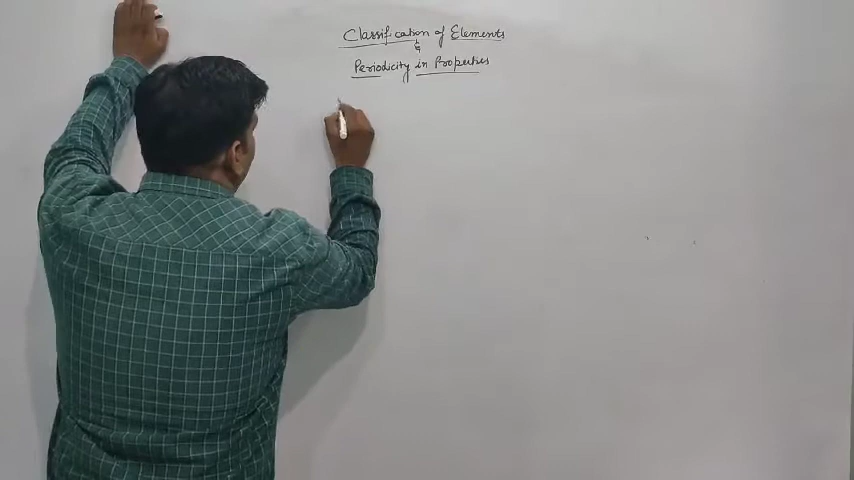 Classification of Elements
&
Periodicity in Properties